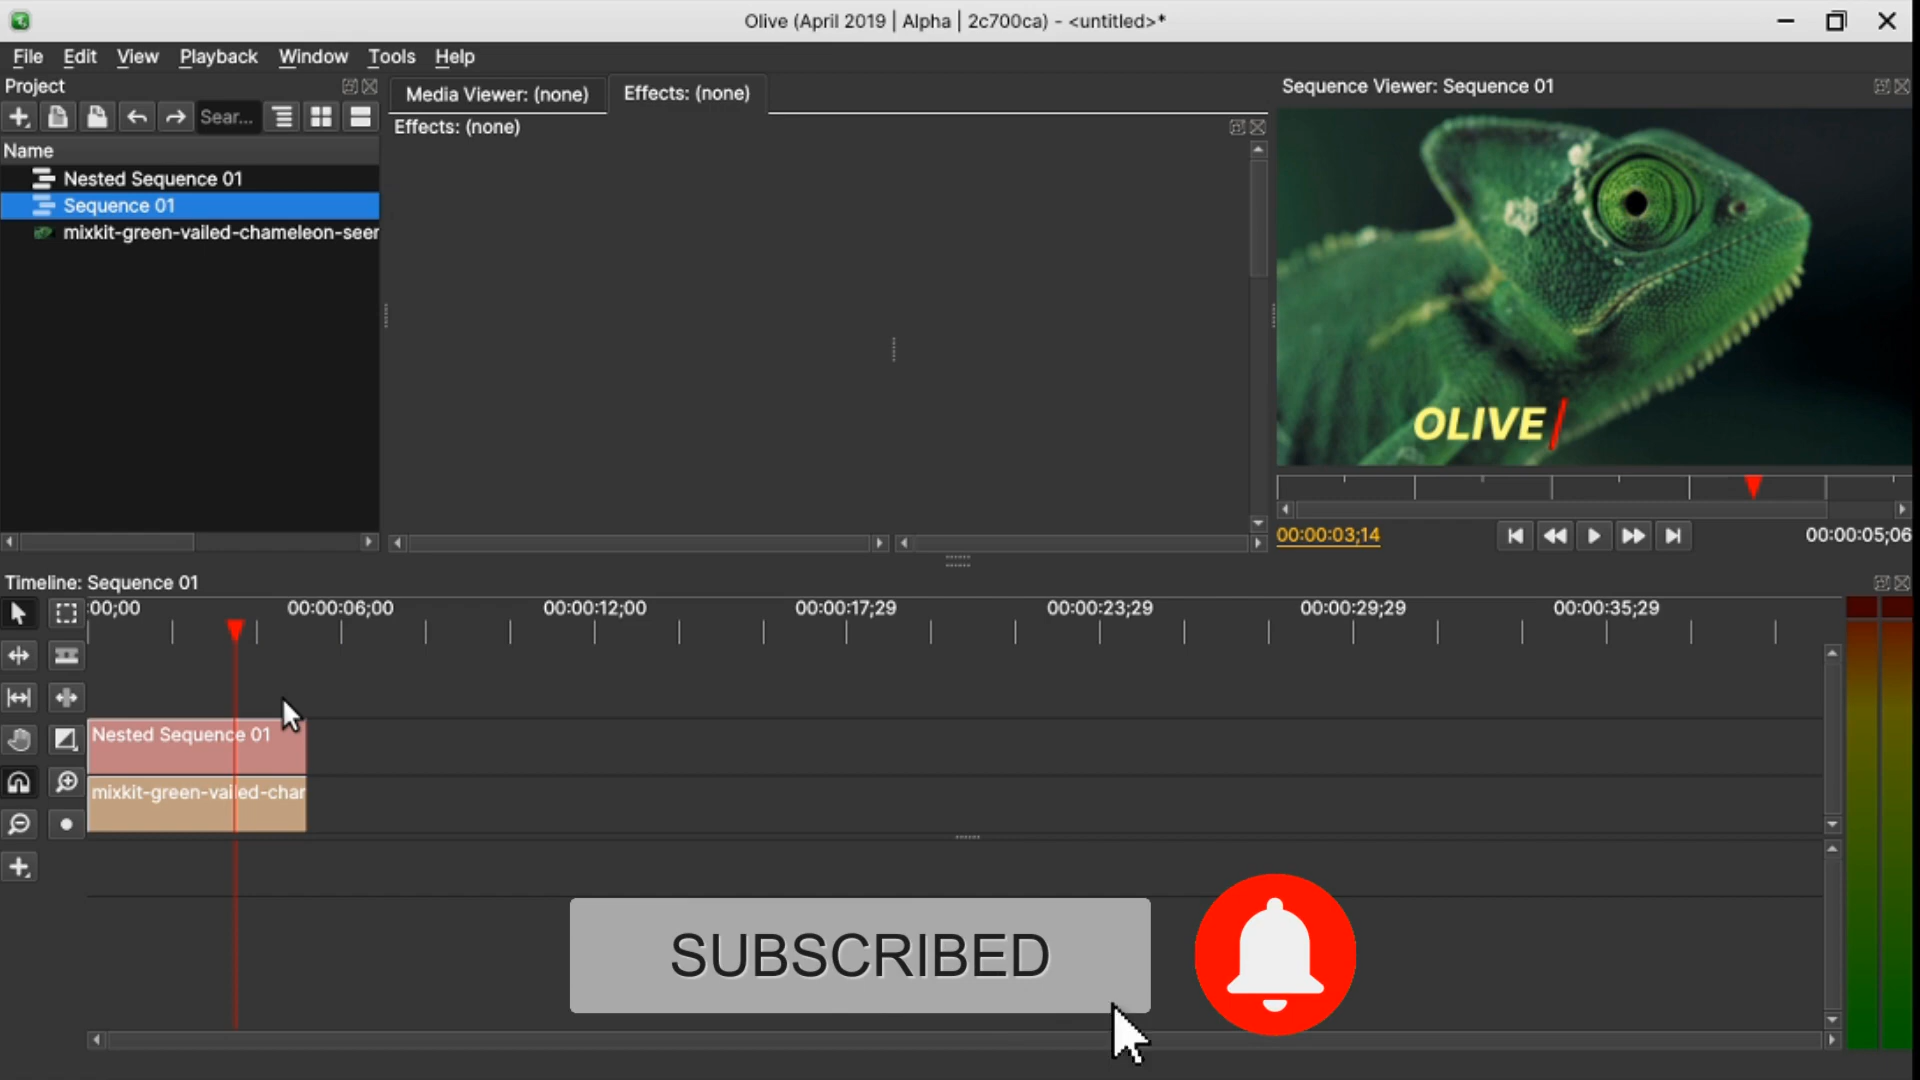 Olive (April 2019 | Alpha | 2c700ca) - <untitled>*
File Edit View Playback Window Tools Help
Project
Media Viewer: (none)
Effects: (none)
Sequence Viewer: Sequence 01
Sear...
Effects: (none)
Name
Nested Sequence 01
Sequence 01
mixkit-green-vailed-chameleon-seer
OLIVE
00:00:03;14
00:00:05;06
Timeline: Sequence 01
:00;00 00:00:06;00 00:00:12;00 00:00:17;29 00:00:23;29 00:00:29;29 00:00:35;29
Nested Sequence 01
mixkit-green-vailed-char
SUBSCRIBED